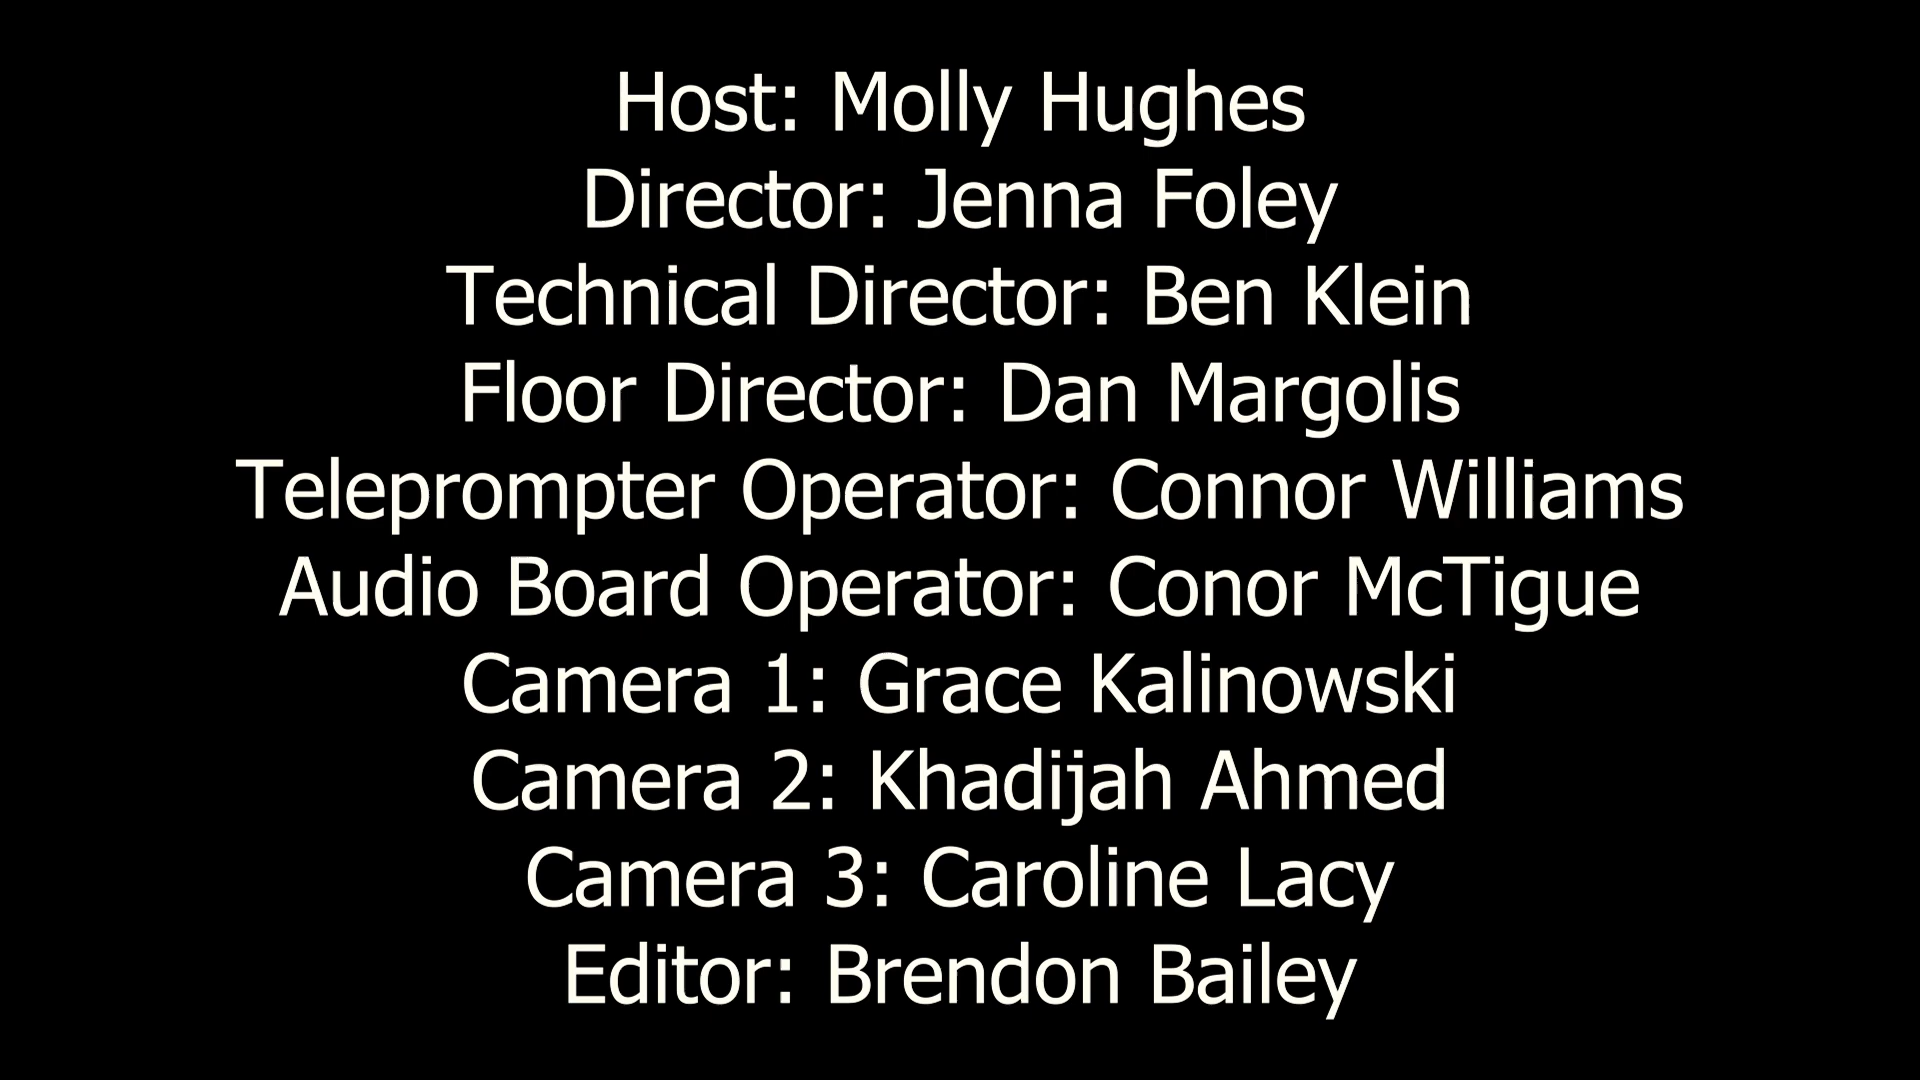 Host: Molly Hughes
Director: Jenna Foley
Technical Director: Ben Klein
Floor Director: Dan Margolis
Teleprompter Operator: Connor Williams
Audio Board Operator: Conor McTigue
Camera 1: Grace Kalinowski
Camera 2: Khadijah Ahmed
Camera 3: Caroline Lacy
Editor: Brendon Bailey